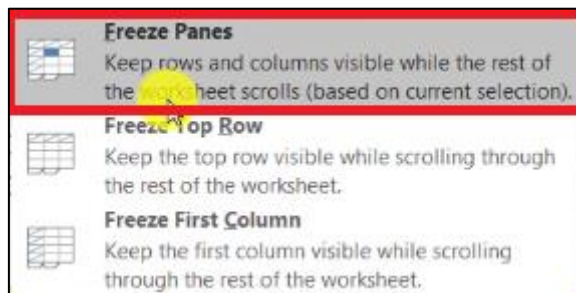 Freeze Panes
Keep rows and columns visible while the rest of
the worksheet scrolls (based on current selection).
Freeze Top Row
Keep the top row visible while scrolling through
the rest of the worksheet.
Freeze First Column
Keep the first column visible while scrolling
through the rest of the worksheet.